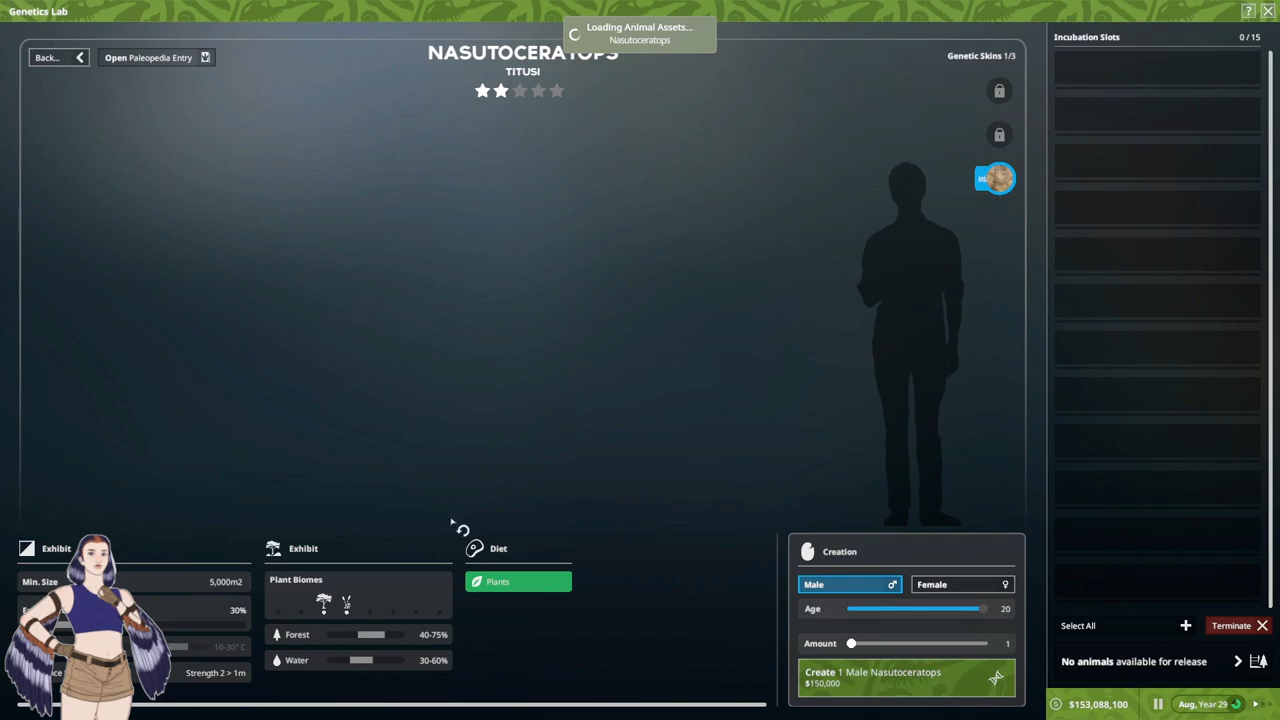 Genetics Lab
?
Loading Animal Assets...
Nasutoceratops
Back...
Open Paleopedia Entry
NASUTOCERATOPS
TITUSI
Genetic Skins 1/3
Incubation Slots 0 / 15
Exhibit
Min. Size 5,000m2
30%
10-30° C
Strength 2 > 1m
Exhibit
Plant Biomes
Forest 40-75%
Water 30-60%
Diet
Plants
Creation
Male
Female
Age 20
Amount 1
Create 1 Male Nasutoceratops
$150,000
Select All
Terminate
No animals available for release
$153,088,100
Aug, Year 29